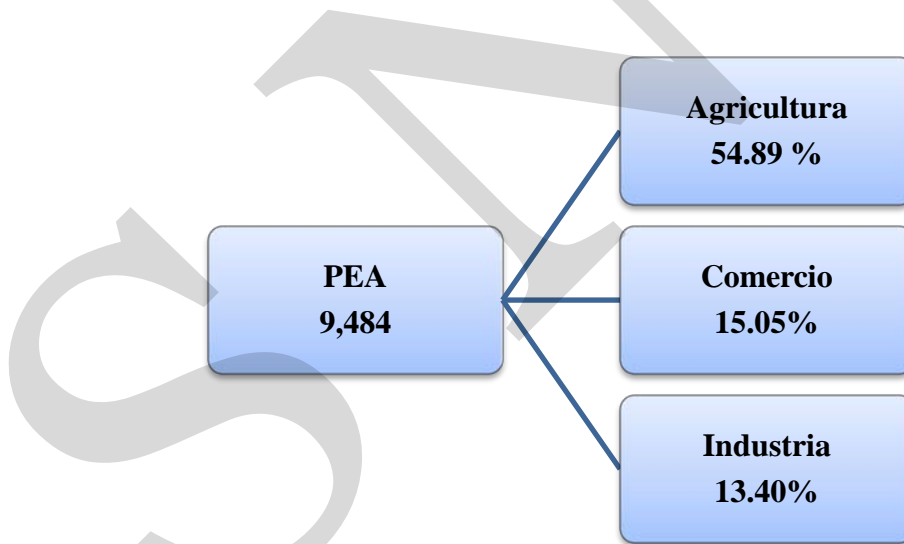 PEA
9,484
Agricultura
54.89 %
Comercio
15.05%
Industria
13.40%